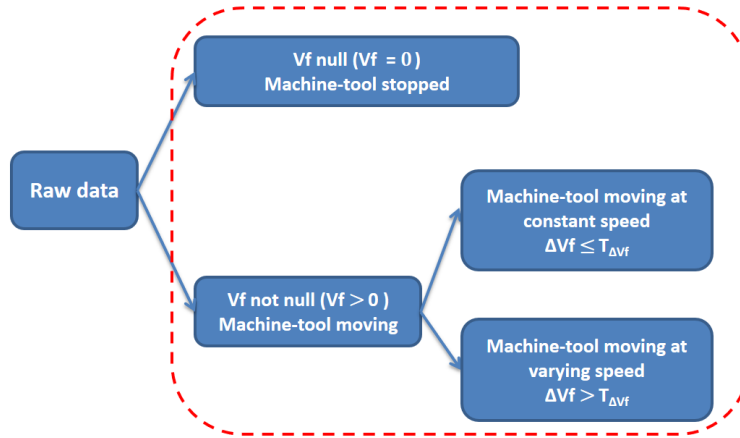 Vf null (Vf = 0 )
Machine-tool stopped
Raw data
Machine-tool moving at
constant speed
ΔVf ≤ TΔVf
Vf not null (Vf > 0 )
Machine-tool moving
Machine-tool moving at
varying speed
ΔVf > TΔVf